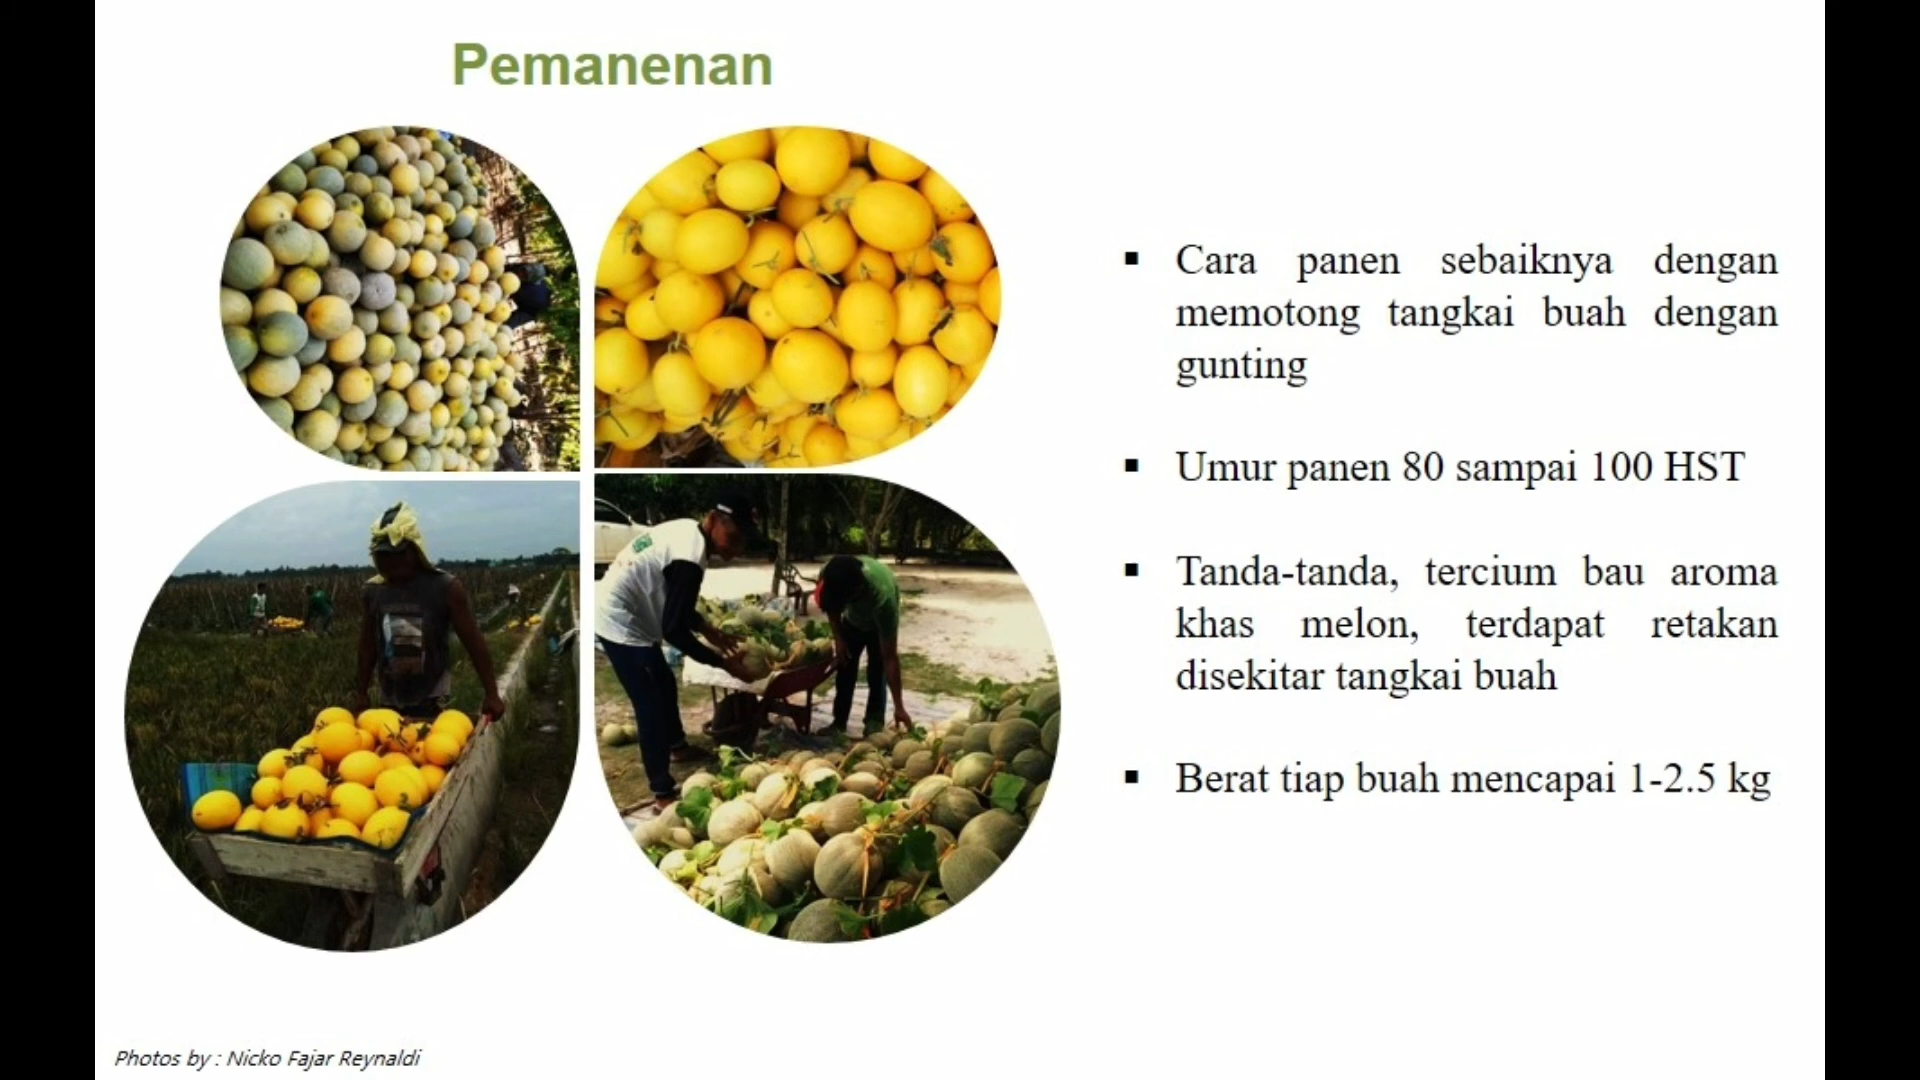 Pemanenan
▪ Cara panen sebaiknya dengan
memotong tangkai buah dengan
gunting
▪ Umur panen 80 sampai 100 HST
▪ Tanda-tanda, tercium bau aroma
khas melon, terdapat retakan
disekitar tangkai buah
▪ Berat tiap buah mencapai 1-2.5 kg
Photos by : Nicko Fajar Reynaldi